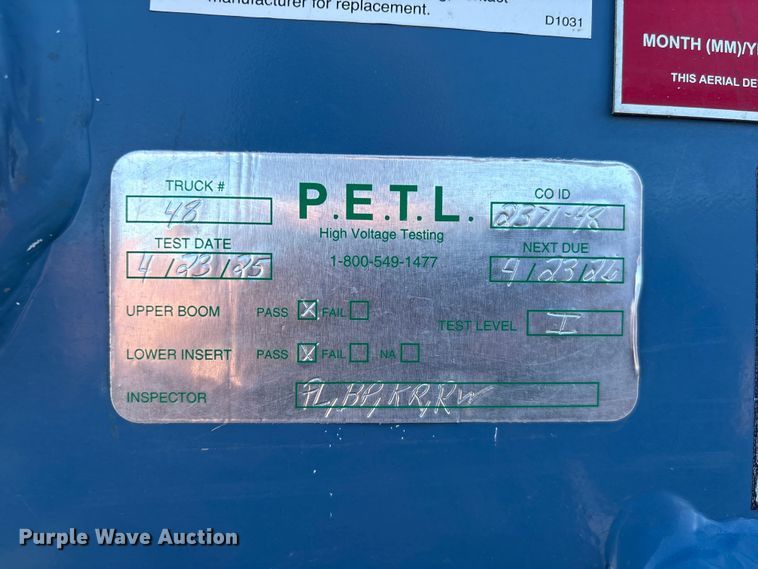 manufacturer for replacement.
D1031
MONTH (MM)/Y
THIS AERIAL DE
TRUCK #
48
P.E.T.L.
High Voltage Testing
1-800-549-1477
CO ID
2371-48
TEST DATE
4/23/25
NEXT DUE
4/23/26
UPPER BOOM PASS X FAIL
TEST LEVEL I
LOWER INSERT PASS X FAIL NA
INSPECTOR PL, BP, KR, RW
Purple Wave Auction